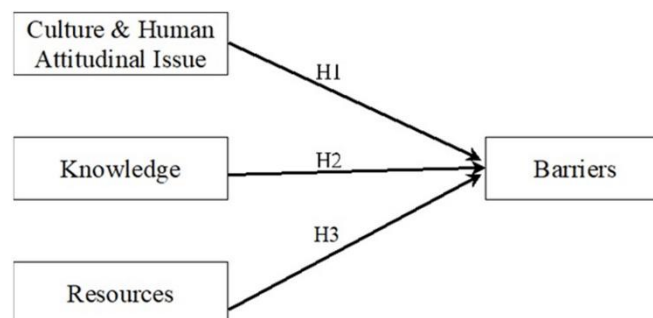 Culture & Human
Attitudinal Issue
H1
Knowledge
H2
Barriers
H3
Resources